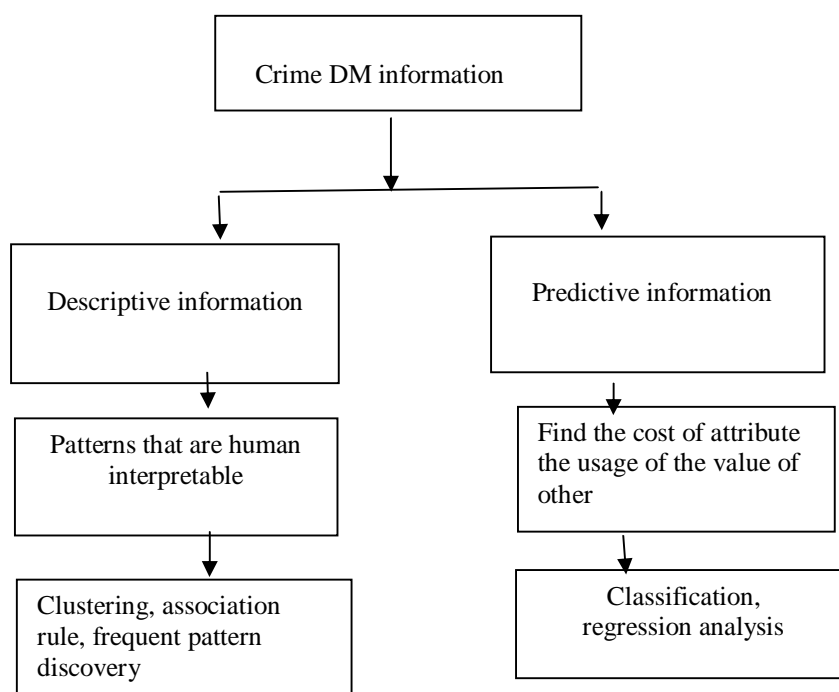 Crime DM information
Descriptive information
Predictive information
Patterns that are human
interpretable
Find the cost of attribute
the usage of the value of
other
Clustering, association
rule, frequent pattern
discovery
Classification,
regression analysis